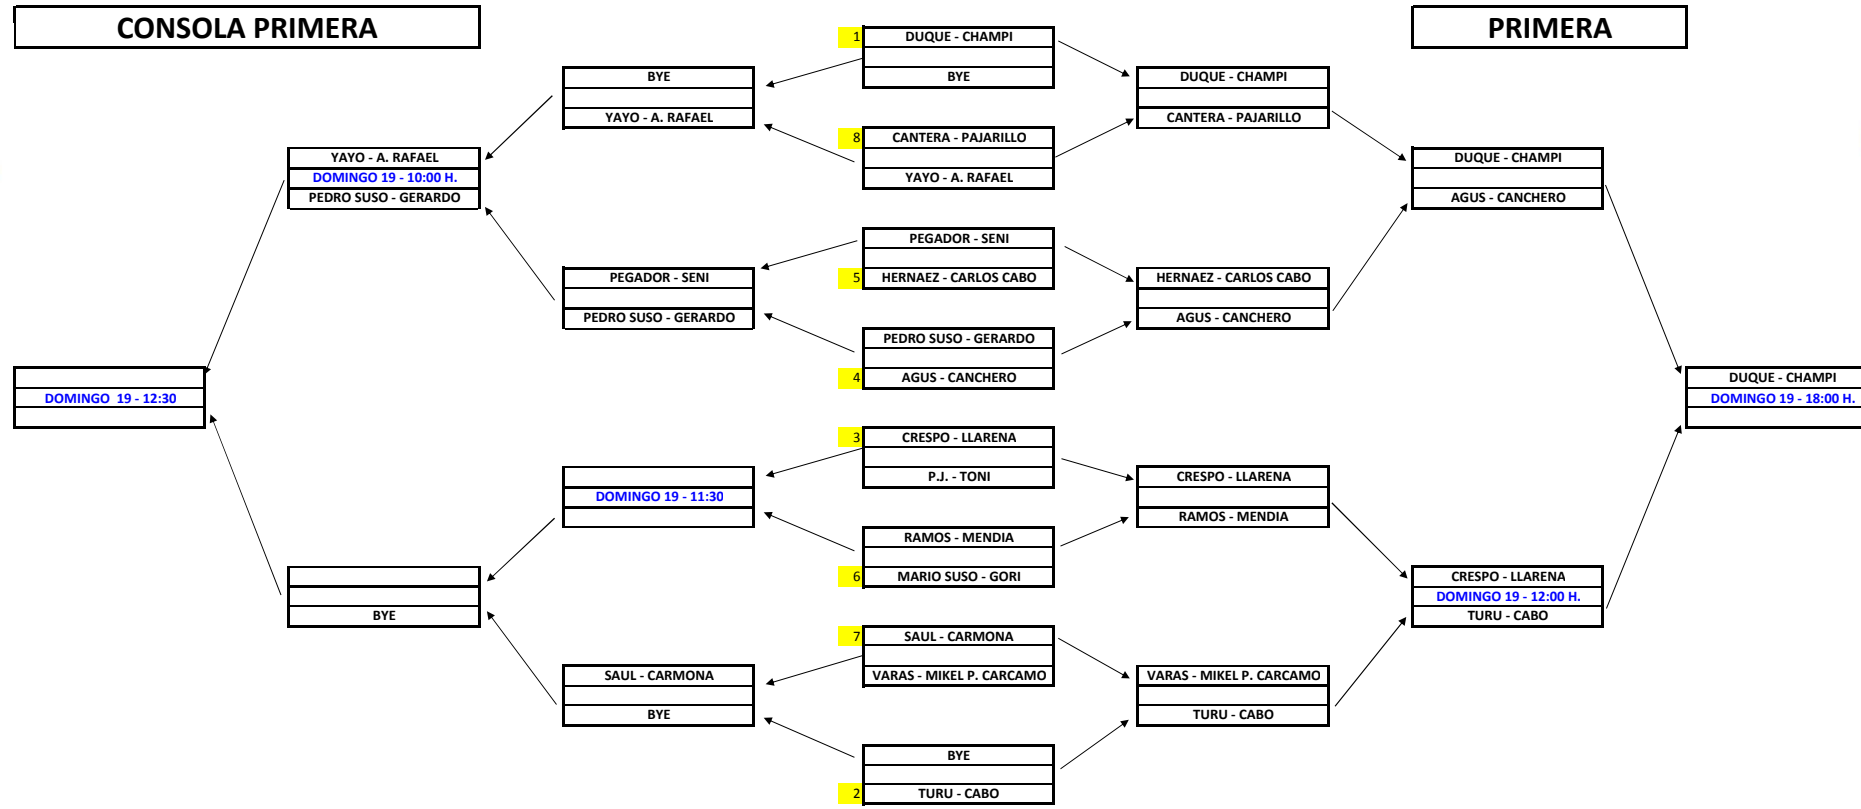 CONSOLA PRIMERA
PRIMERA
1
DUQUE - CHAMPI
BYE
8
CANTERA - PAJARILLO
YAYO - A. RAFAEL
PEGADOR - SENI
5
HERNAEZ - CARLOS CABO
PEDRO SUSO - GERARDO
4
AGUS - CANCHERO
3
CRESPO - LLARENA
P.J. - TONI
RAMOS - MENDIA
6
MARIO SUSO - GORI
7
SAUL - CARMONA
VARAS - MIKEL P. CARCAMO
BYE
2
TURU - CABO
BYE
YAYO - A. RAFAEL
PEGADOR - SENI
PEDRO SUSO - GERARDO
DOMINGO 19 - 11:30
SAUL - CARMONA
BYE
YAYO - A. RAFAEL
DOMINGO 19 - 10:00 H.
PEDRO SUSO - GERARDO
BYE
DOMINGO 19 - 12:30
DUQUE - CHAMPI
CANTERA - PAJARILLO
HERNAEZ - CARLOS CABO
AGUS - CANCHERO
CRESPO - LLARENA
RAMOS - MENDIA
VARAS - MIKEL P. CARCAMO
TURU - CABO
DUQUE - CHAMPI
AGUS - CANCHERO
CRESPO - LLARENA
DOMINGO 19 - 12:00 H.
TURU - CABO
DUQUE - CHAMPI
DOMINGO 19 - 18:00 H.